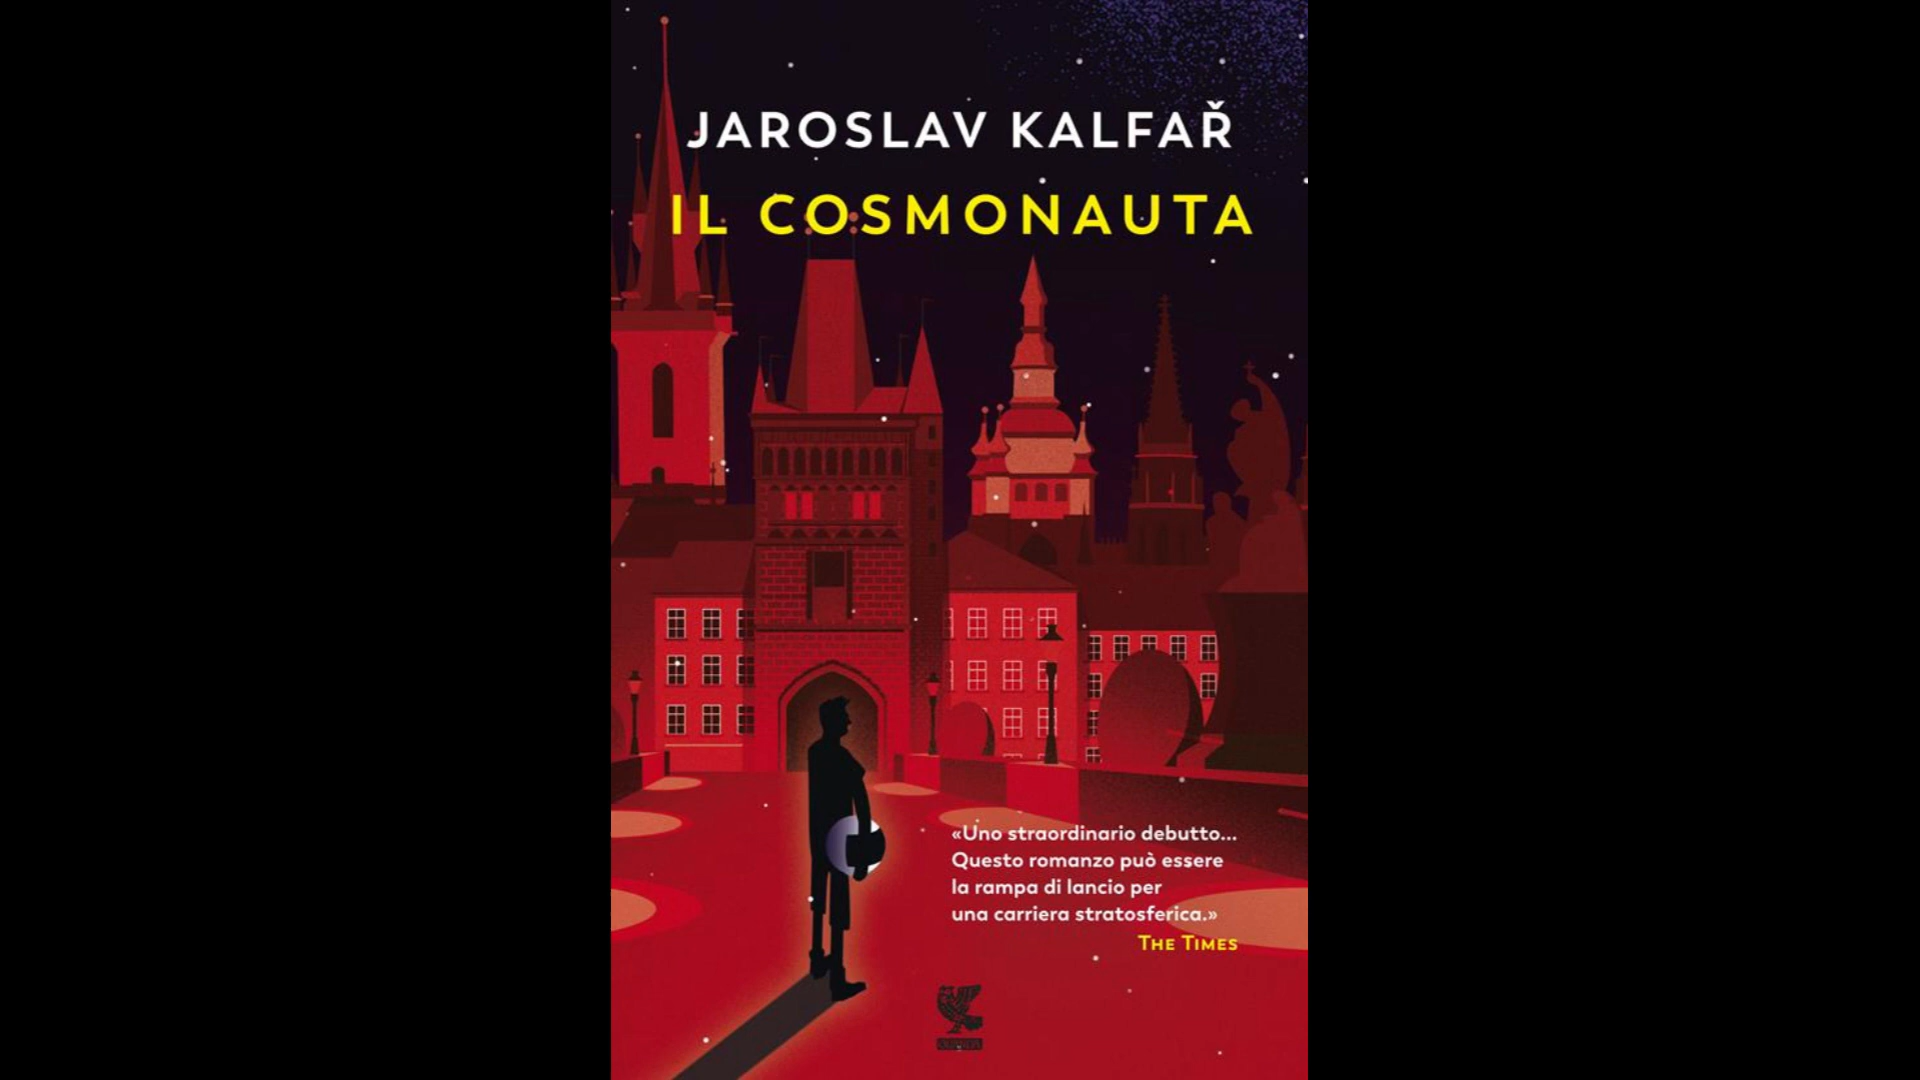 JAROSLAV KALFAŘ
IL COSMONAUTA
«Uno straordinario debutto...
Questo romanzo può essere
la rampa di lancio per
una carriera stratosferica.»
THE TIMES